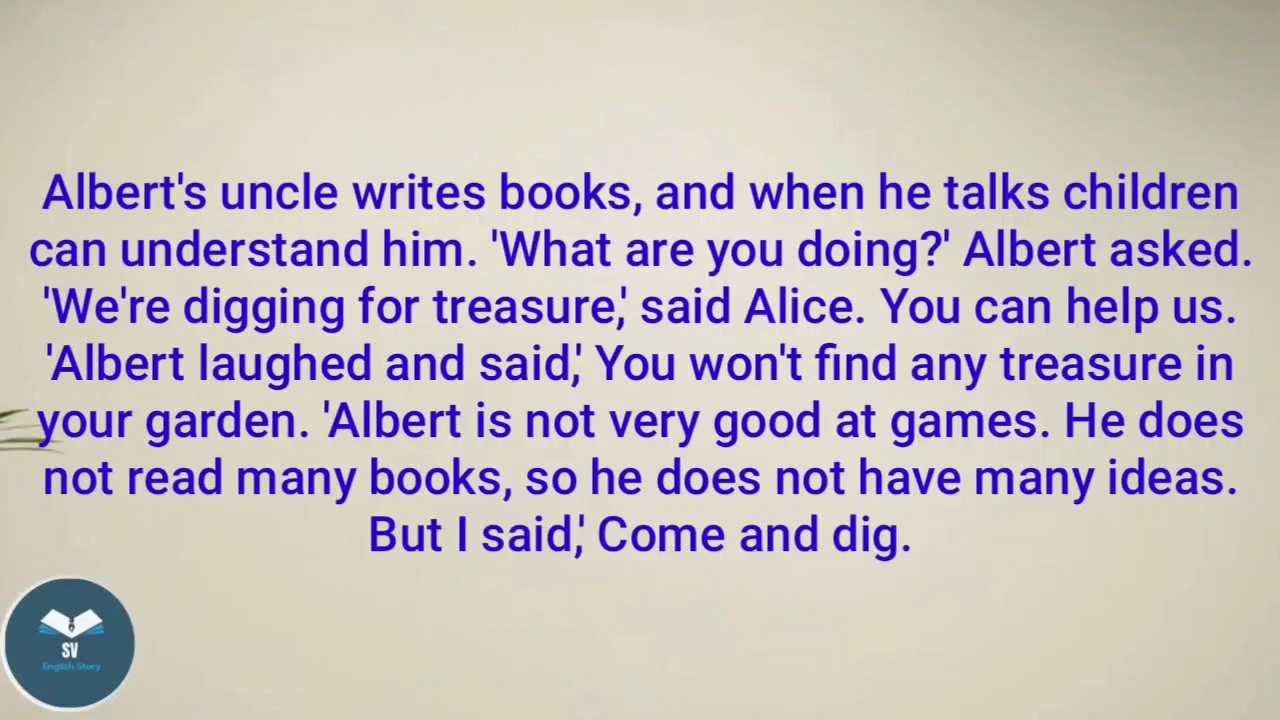 Albert's uncle writes books, and when he talks children
can understand him. 'What are you doing?' Albert asked.
'We're digging for treasure,' said Alice. You can help us.
'Albert laughed and said,' You won't find any treasure in
your garden. 'Albert is not very good at games. He does
not read many books, so he does not have many ideas.
But I said,' Come and dig.
SV
English Story